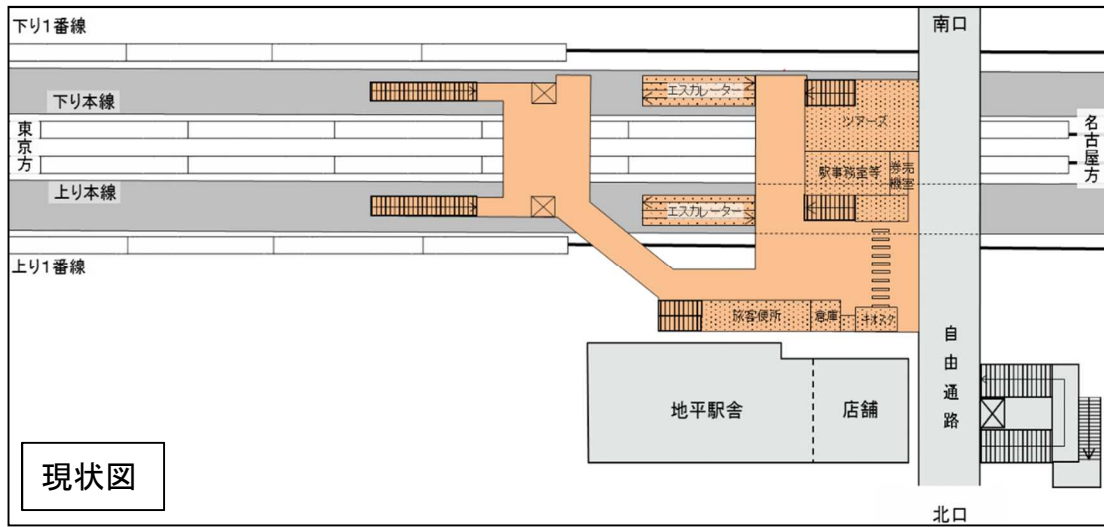 下り1番線
南口
下り本線
エスカレーター
ツアーズ
東京方
名古屋方
駅事務室等
券売機室
上り本線
エスカレーター
上り1番線
旅客便所
倉庫
キオスク
自由通路
地平駅舎
店舗
現状図
北口